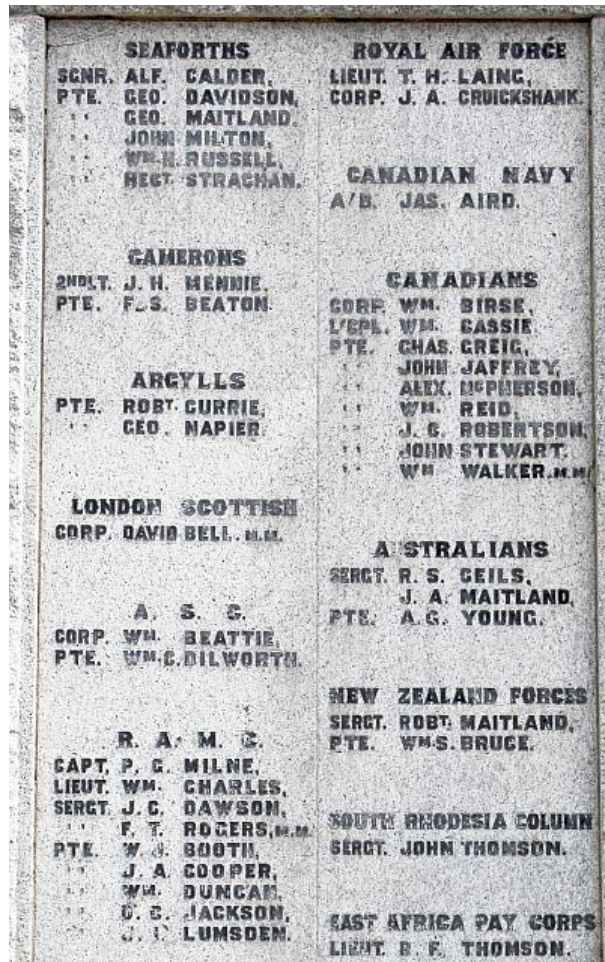 SEAFORTHS
SGNR. ALF. CALDER,
PTE. GEO. DAVIDSON,
" GEO. MAITLAND.
" JOHN MILTON,
" WM. H. RUSSELL,
" HECT. STRACHAN.
CAMERONS
2ND LT. J. H. MENNIE,
PTE. F. S. BEATON.
ARGYLLS
PTE. ROBT. CURRIE,
" GEO. NAPIER.
LONDON SCOTTISH
CORP. DAVID BELL. M.M.
A. S. C.
CORP. WM. BEATTIE,
PTE. WM. C. DILWORTH.
R. A. M. C.
CAPT. P. G. MILNE,
LIEUT. WM. CHARLES,
SERGT. J. C. DAWSON,
" F. T. ROGERS, M.M.
PTE. W. BOOTH,
" J. A. COOPER,
" WM. DUNCAN,
" JACKSON,
" J. LUMSDEN.
ROYAL AIR FORCE
LIEUT. T. H. LAING,
CORP. J. A. CRUICKSHANK.
CANADIAN NAVY
A/B. JAS. AIRD.
CANADIANS
CORP. WM. BIRSE,
L/CPL. WM. CASSIE.
PTE. CHAS. GREIG,
" JOHN JAFFREY,
" ALEX. McPHERSON,
" WM. REID,
" J. G. ROBERTSON,
" JOHN STEWART.
" WM WALKER, M.M.
AUSTRALIANS
SERGT. R. S. GEILS,
J. A. MAITLAND,
PTE. A. G. YOUNG.
NEW ZEALAND FORCES
SERGT. ROBT. MAITLAND,
PTE. WM. S. BRUCE.
SOUTH RHODESIA COLUMN
SERGT. JOHN THOMSON.
EAST AFRICA PAY CORPS
LIEUT. F. THOMSON.